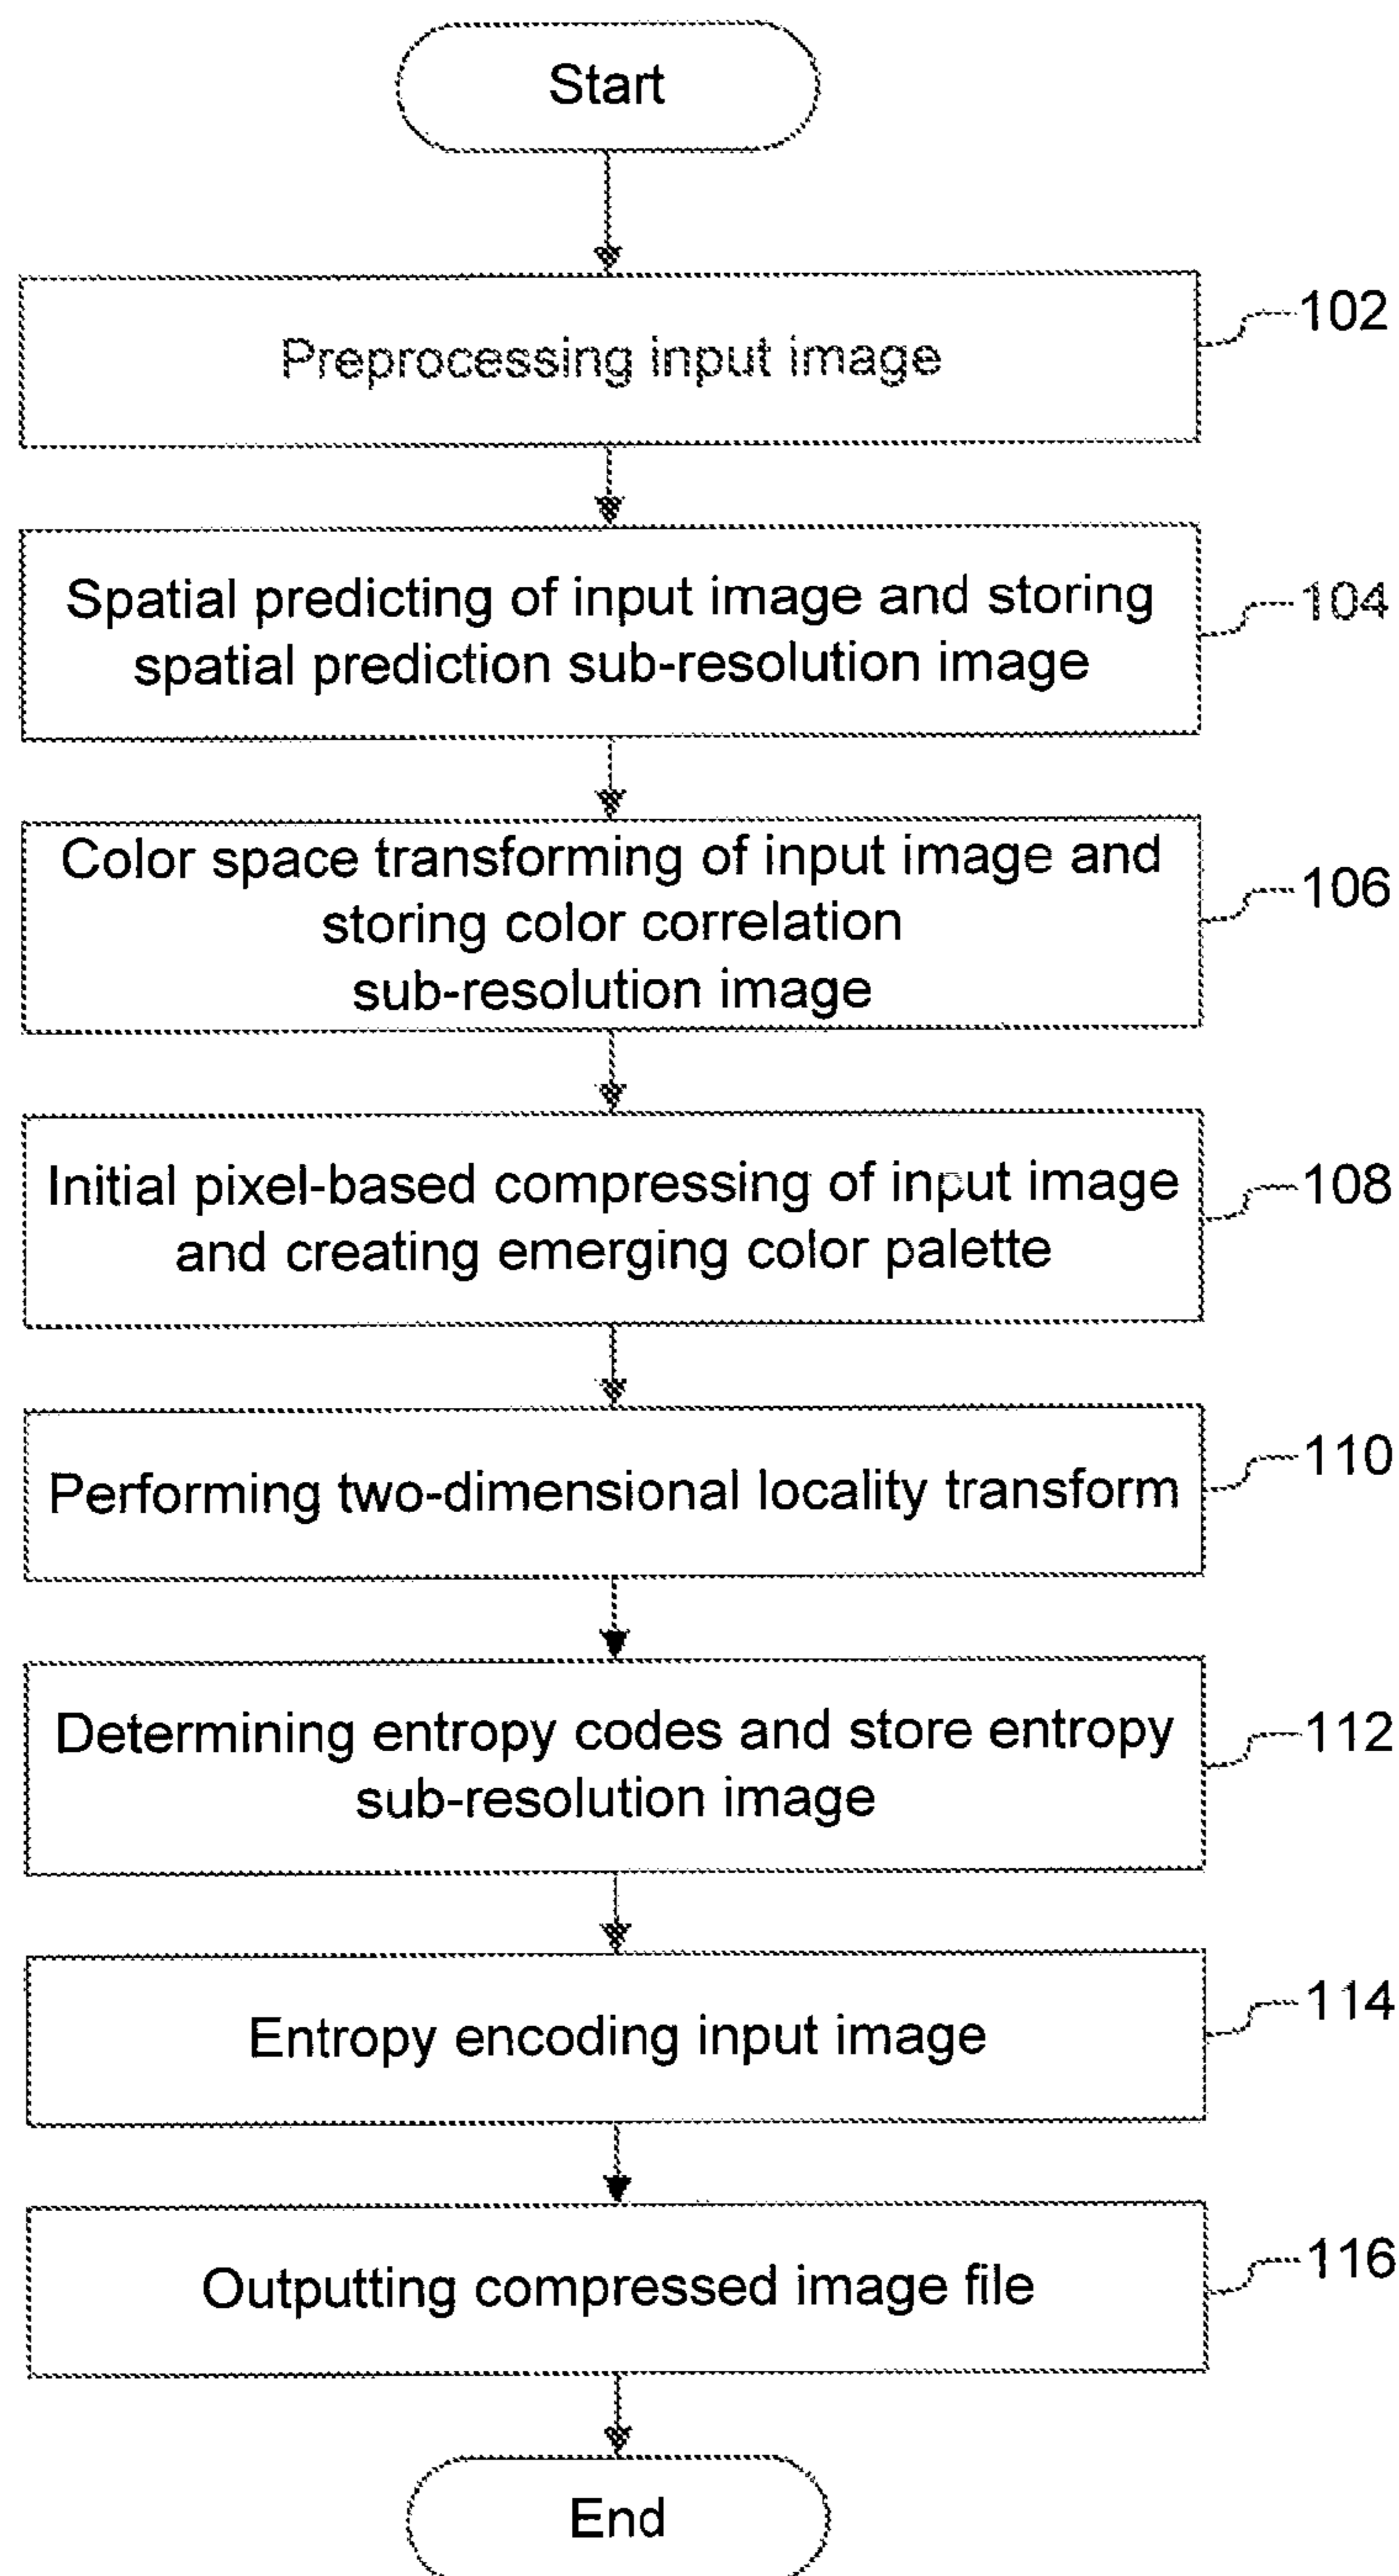 Start
Preprocessing input image
102
Spatial predicting of input image and storing
spatial prediction sub-resolution image
104
Color space transforming of input image and
storing color correlation
sub-resolution image
106
Initial pixel-based compressing of input image
and creating emerging color palette
108
Performing two-dimensional locality transform
110
Determining entropy codes and store entropy
sub-resolution image
112
Entropy encoding input image
114
Outputting compressed image file
116
End